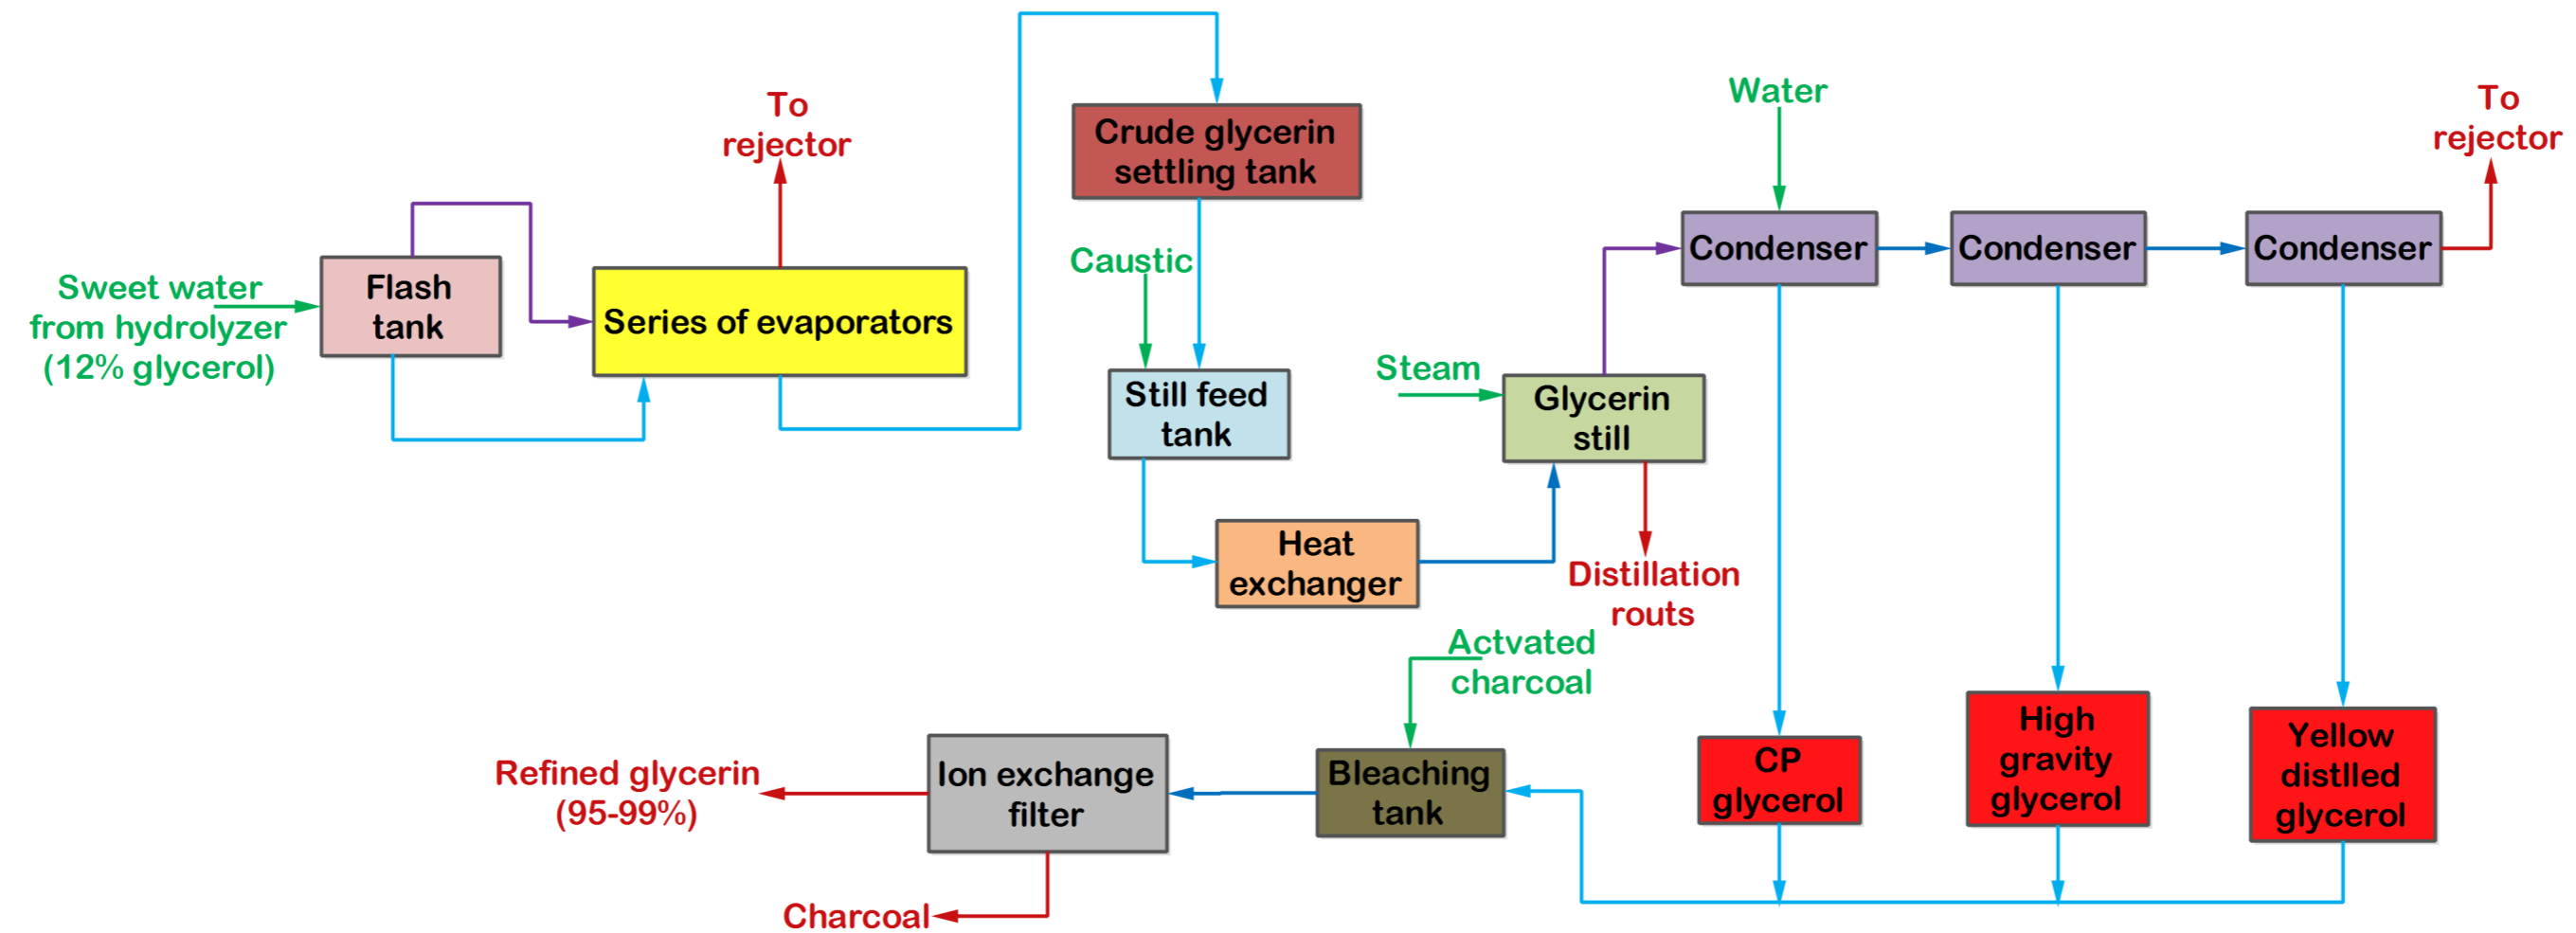 Sweet water
from hydrolyzer
(12% glycerol)
Flash
tank
To
rejector
Series of evaporators
Crude glycerin
settling tank
Caustic
Still feed
tank
Heat
exchanger
Steam
Glycerin
still
Distillation
routs
Water
Condenser
Condenser
Condenser
To
rejector
CP
glycerol
High
gravity
glycerol
Yellow
distlled
glycerol
Actvated
charcoal
Bleaching
tank
Ion exchange
filter
Refined glycerin
(95-99%)
Charcoal